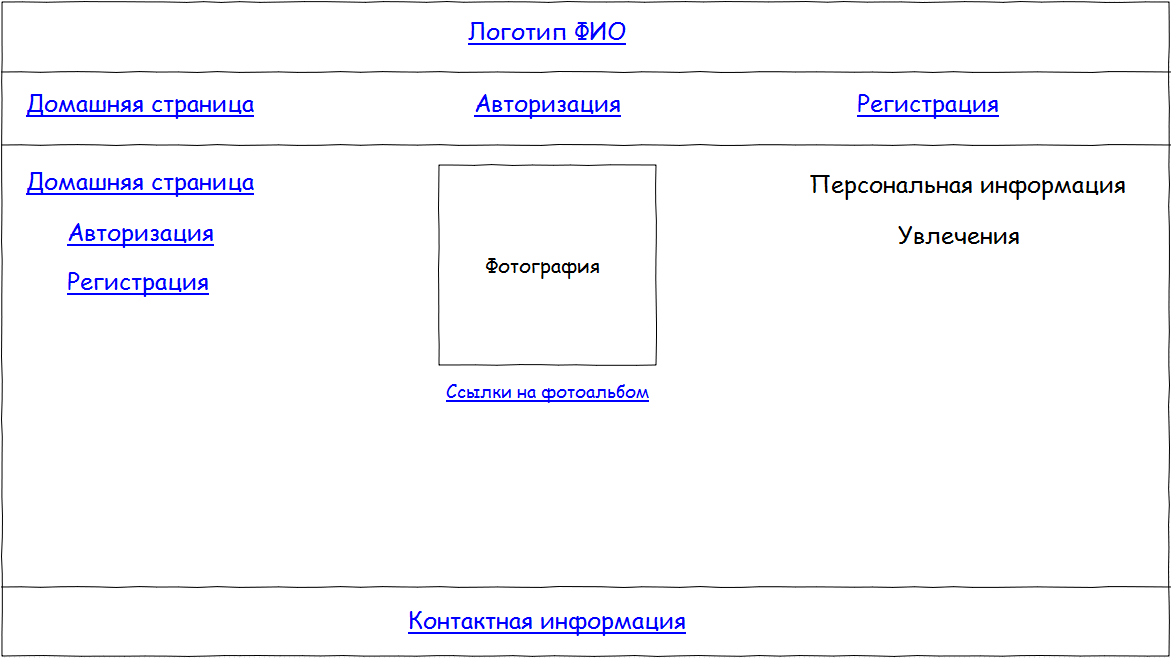 Логотип ФИО
Домашняя страница
Авторизация
Регистрация
Домашняя страница
Авторизация
Регистрация
Фотография
Ссылки на фотоальбом
Персональная информация
Увлечения
Контактная информация